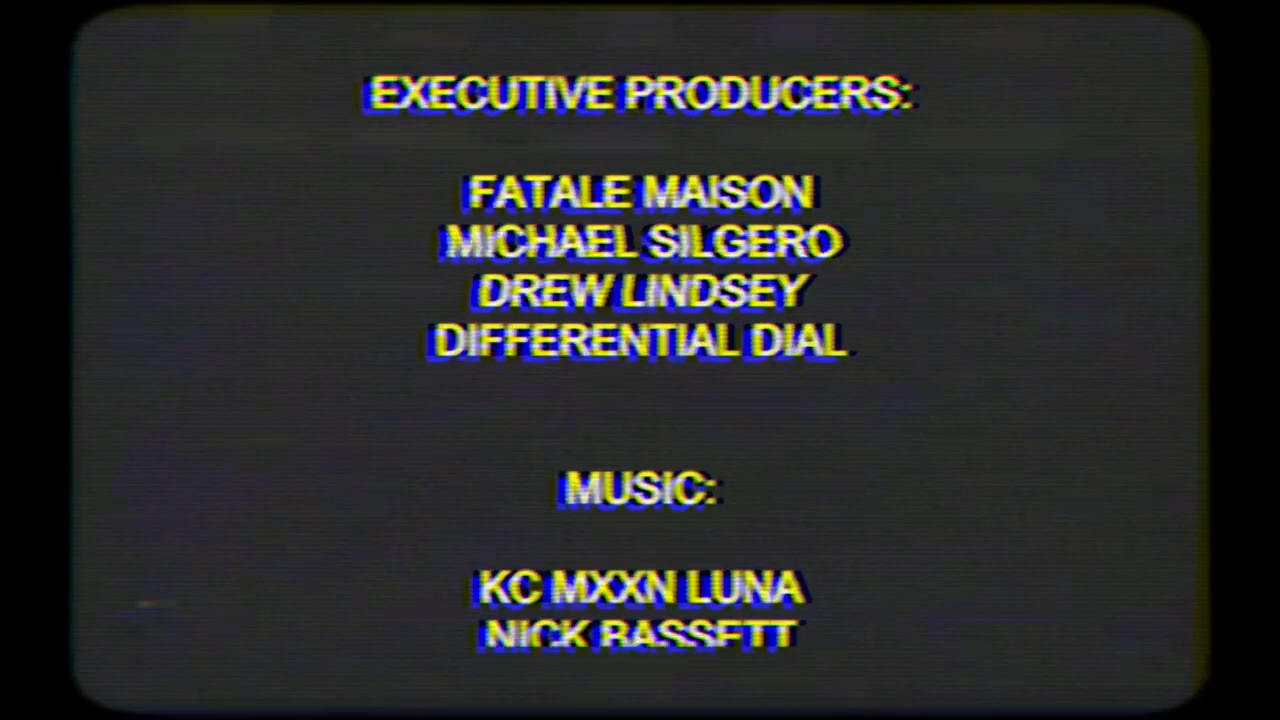 EXECUTIVE PRODUCERS:
FATALE MAISON
MICHAEL SILGERO
DREW LINDSEY
DIFFERENTIAL DIAL
MUSIC:
KC MXXN LUNA
NICK BASSETT